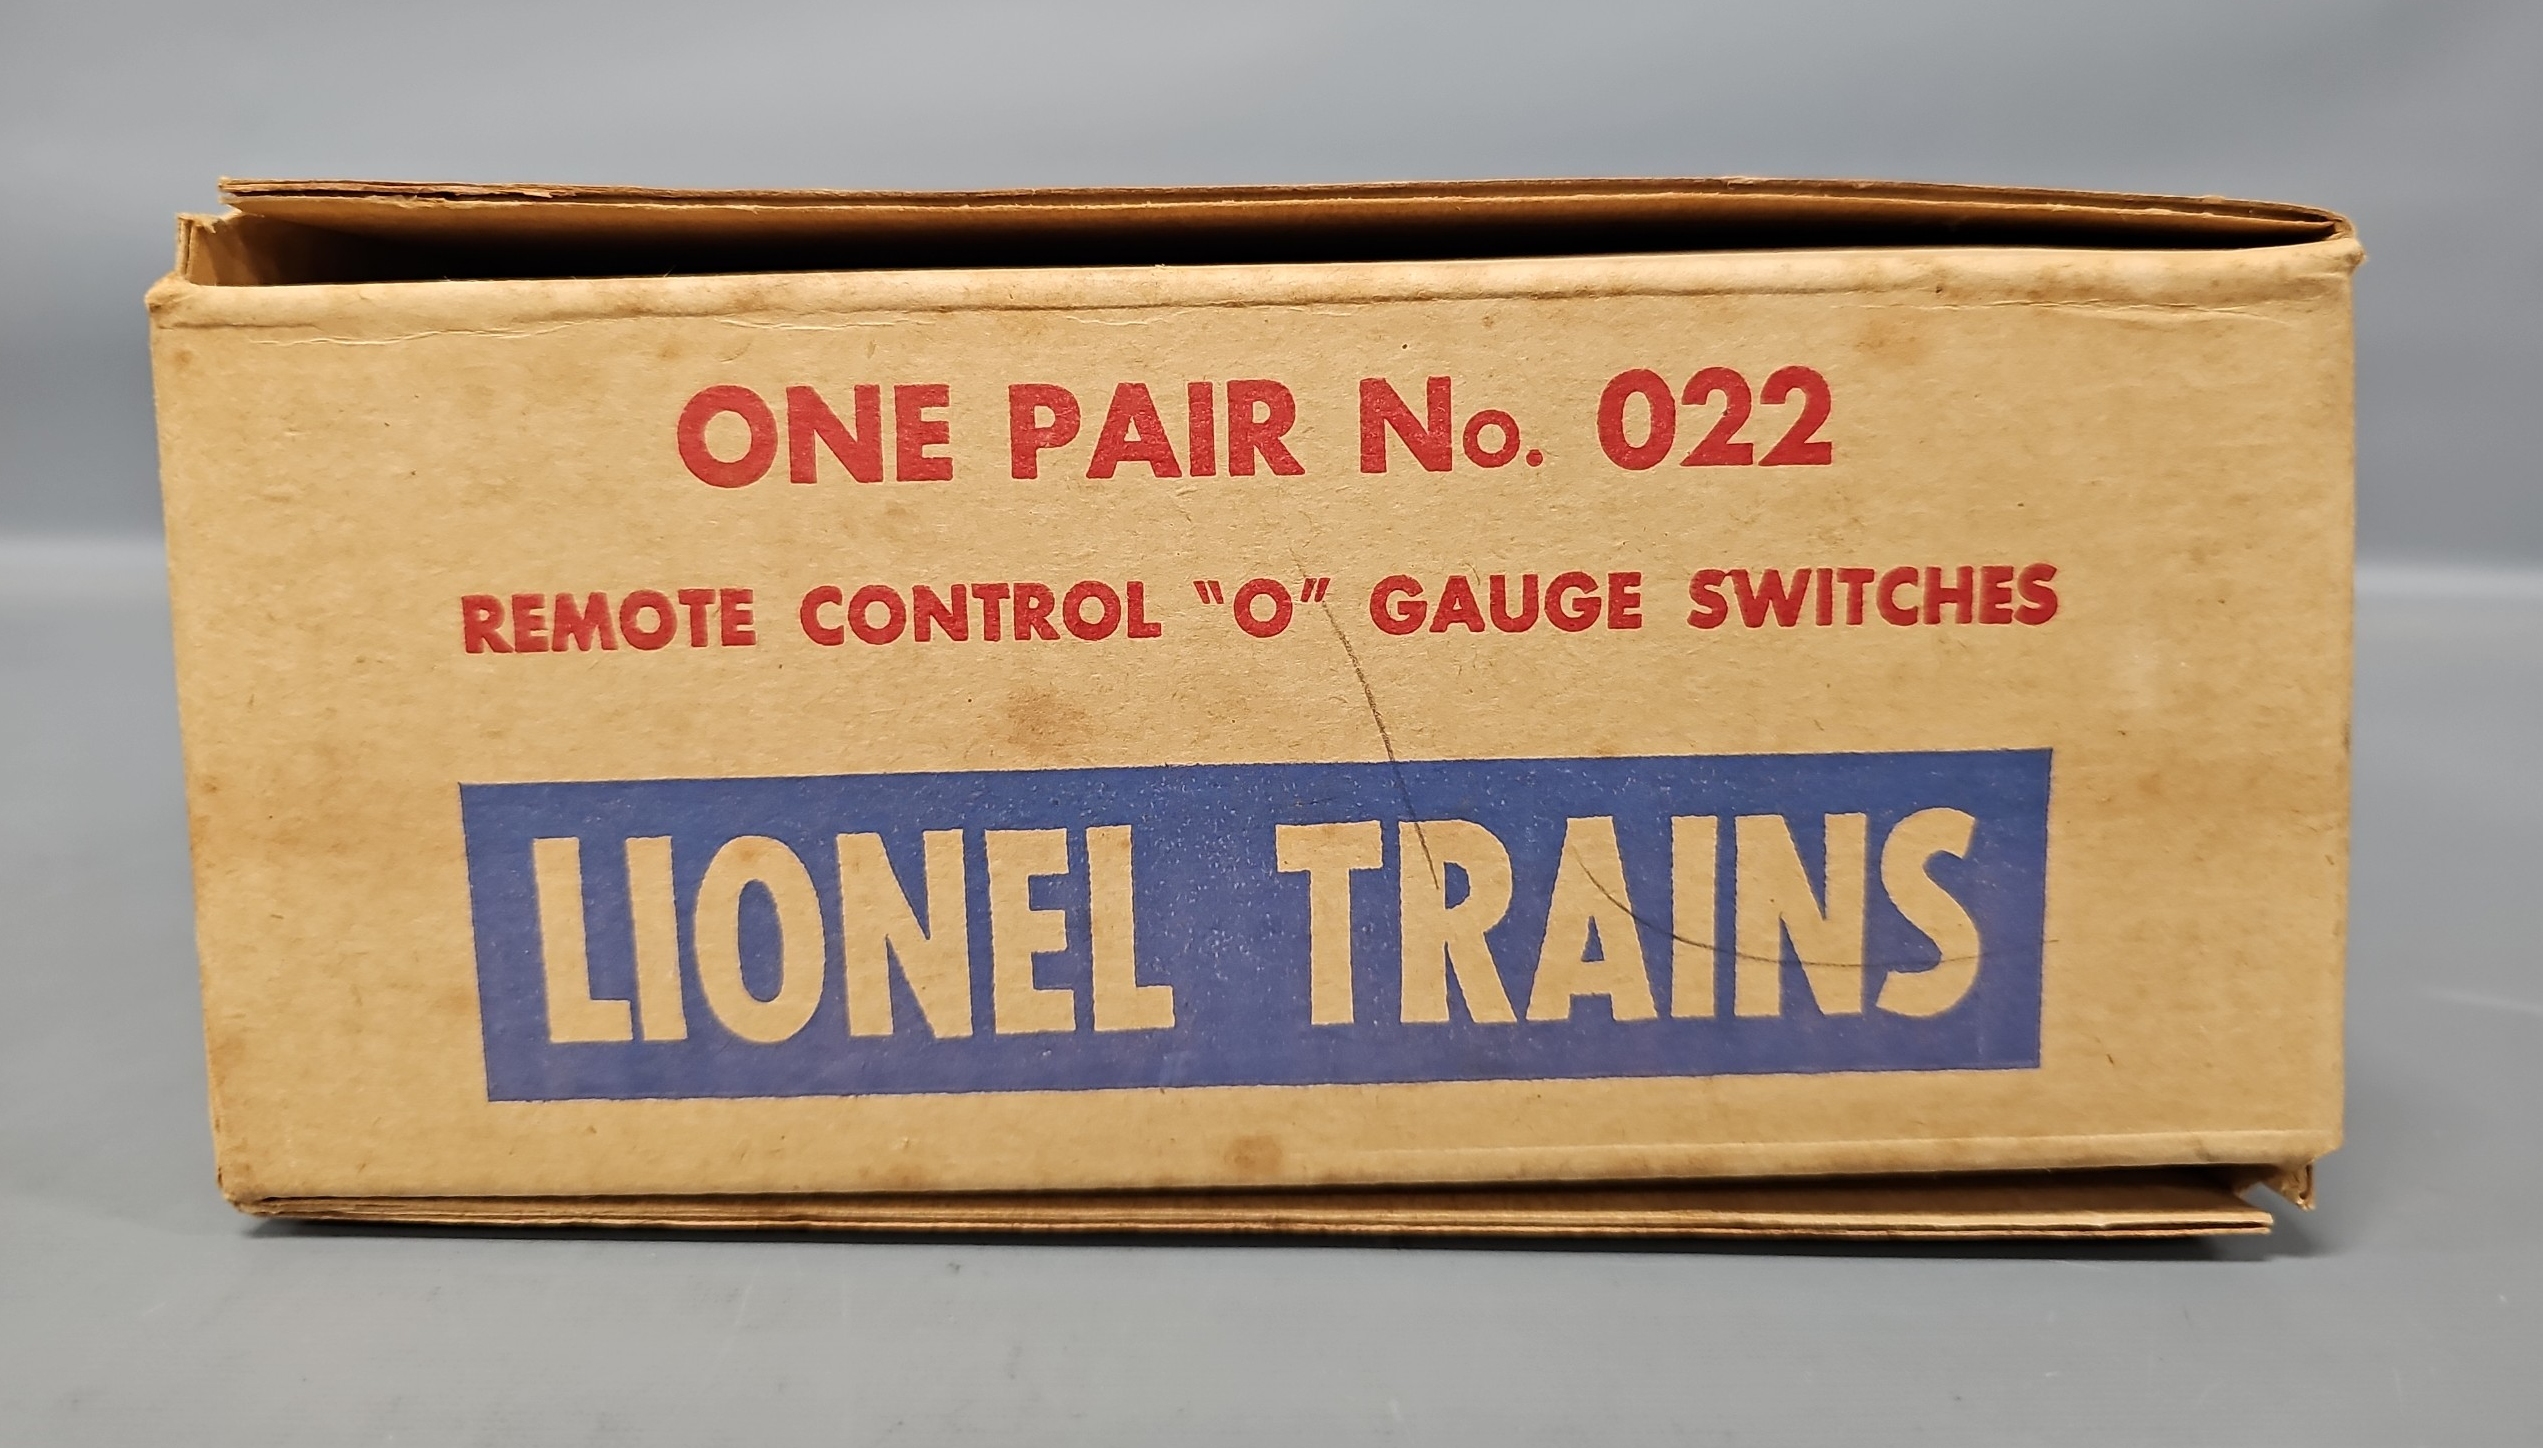 ONE PAIR No. 022
REMOTE CONTROL "O" GAUGE SWITCHES
LIONEL TRAINS